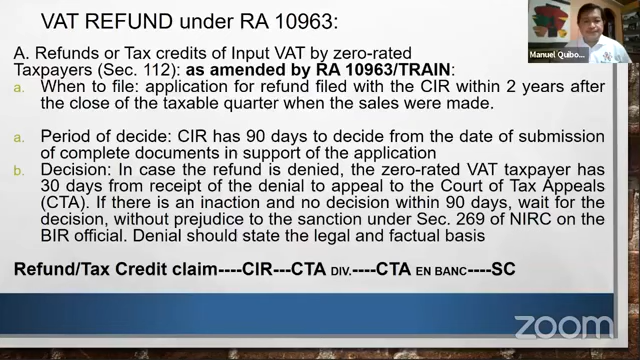 VAT REFUND under RA 10963:
A. Refunds or Tax credits of Input VAT by zero-rated
Taxpayers (Sec. 112): as amended by RA 10963/TRAIN:
a. When to file: application for refund filed with the CIR within 2 years after
the close of the taxable quarter when the sales were made.
a. Period of decide: CIR has 90 days to decide from the date of submission
of complete documents in support of the application
b. Decision: In case the refund is denied, the zero-rated VAT taxpayer has
30 days from receipt of the denial to appeal to the Court of Tax Appeals
(CTA). If there is an inaction and no decision within 90 days, wait for the
decision, without prejudice to the sanction under Sec. 269 of NIRC on the
BIR official. Denial should state the legal and factual basis
Refund/Tax Credit claim----CIR---CTA DIV.----CTA EN BANC----SC
Manuel Quibo...
zoom